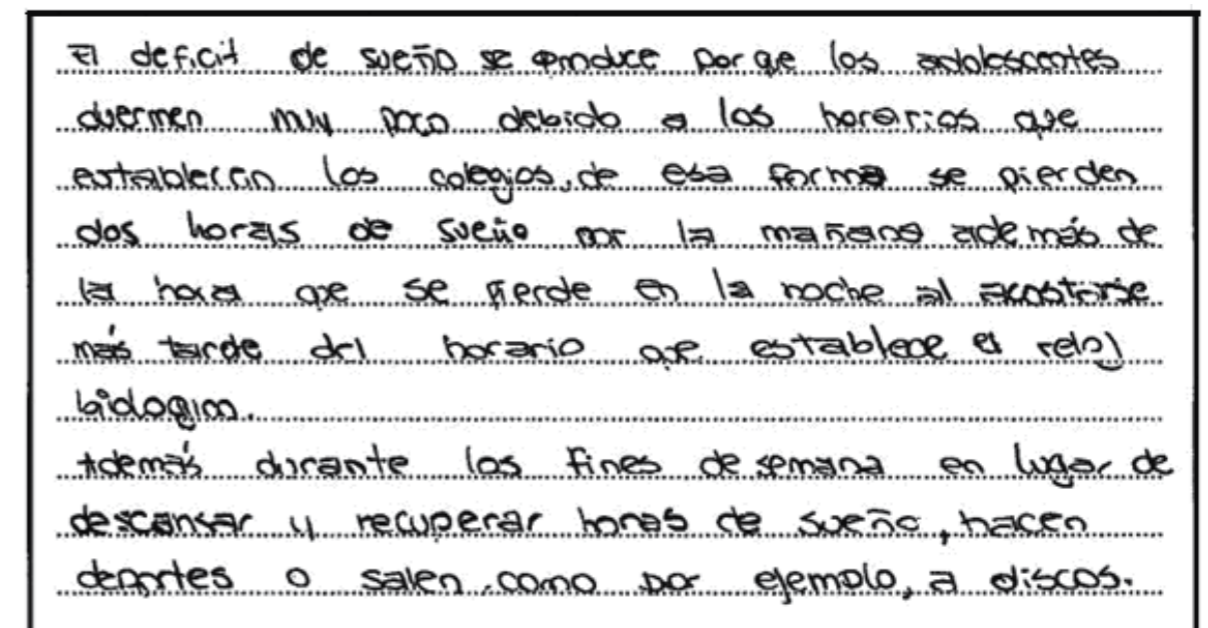 El deficit de sueño se produce porque los adolescentes
duermen muy poco debido a los horarios que
establecen los colegios, de esa forma se pierden
dos horas de sueño por la mañana además de
la hora que se pierde en la noche al acostarse
más tarde del horario que establece el reloj
biologico.
Además durante los fines de semana en lugar de
descansar y recuperar horas de sueño, hacen
deportes o salen, como por ejemplo, a discos.